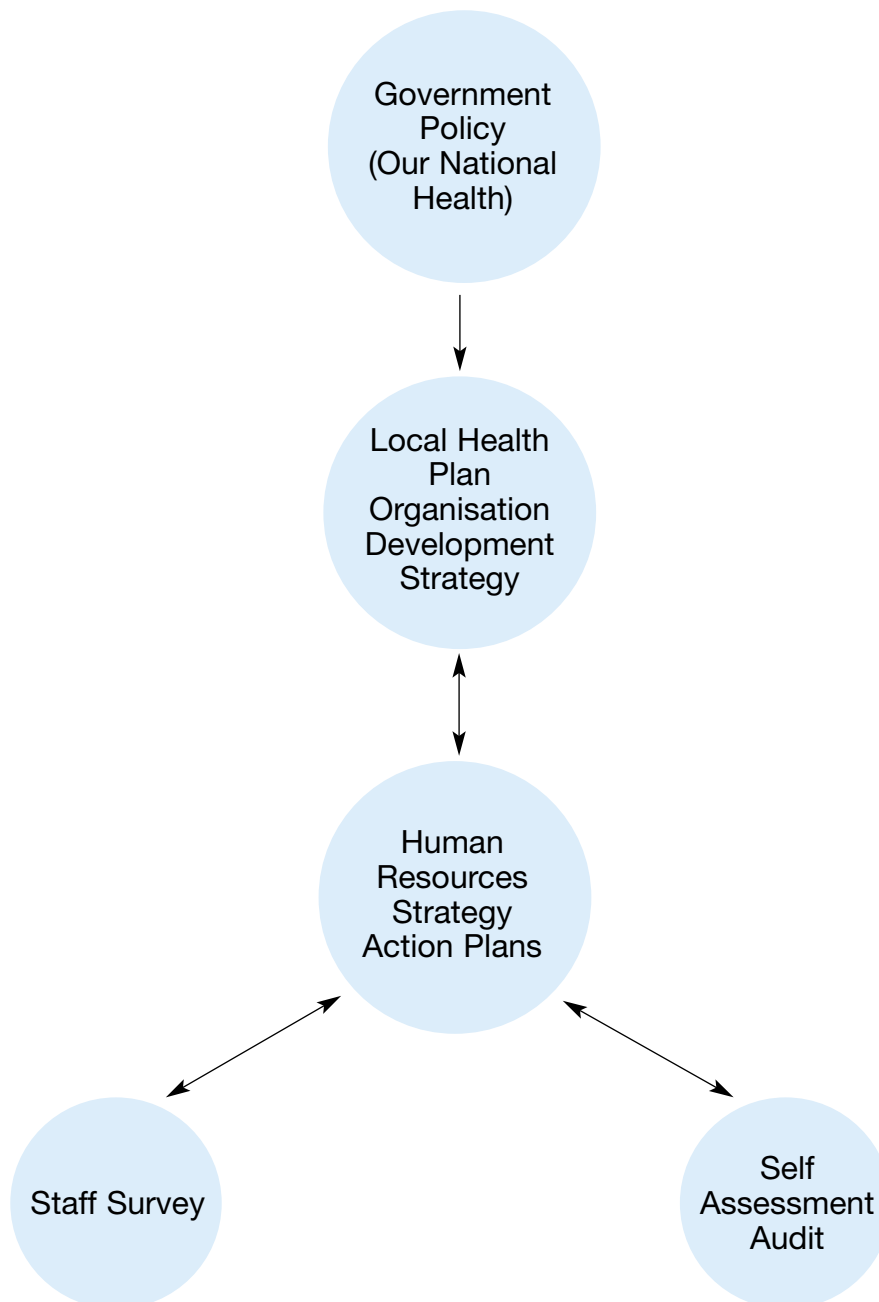 Government
Policy
(Our National
Health)
Local Health
Plan
Organisation
Development
Strategy
Human
Resources
Strategy
Action Plans
Staff Survey
Self
Assessment
Audit